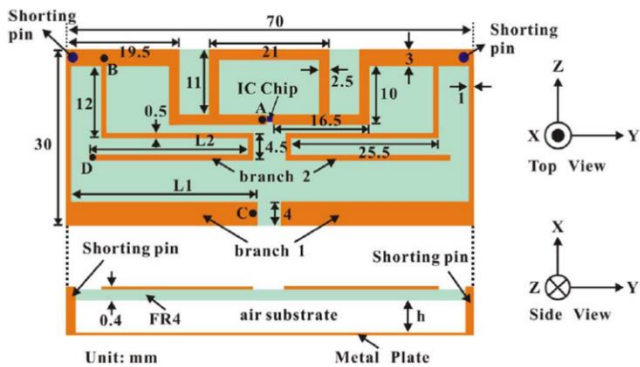 70
Shorting pin
Shorting pin
19.5
21
3
B
11
2.5
IC Chip
10
1
Z
12
0.5
A
16.5
X
Y
30
L2
4.5
25.5
Top View
D
branch 2
L1
C
4
X
Shorting pin
branch 1
Shorting pin
Z
Y
0.4
FR4
air substrate
h
Side View
Unit: mm
Metal Plate